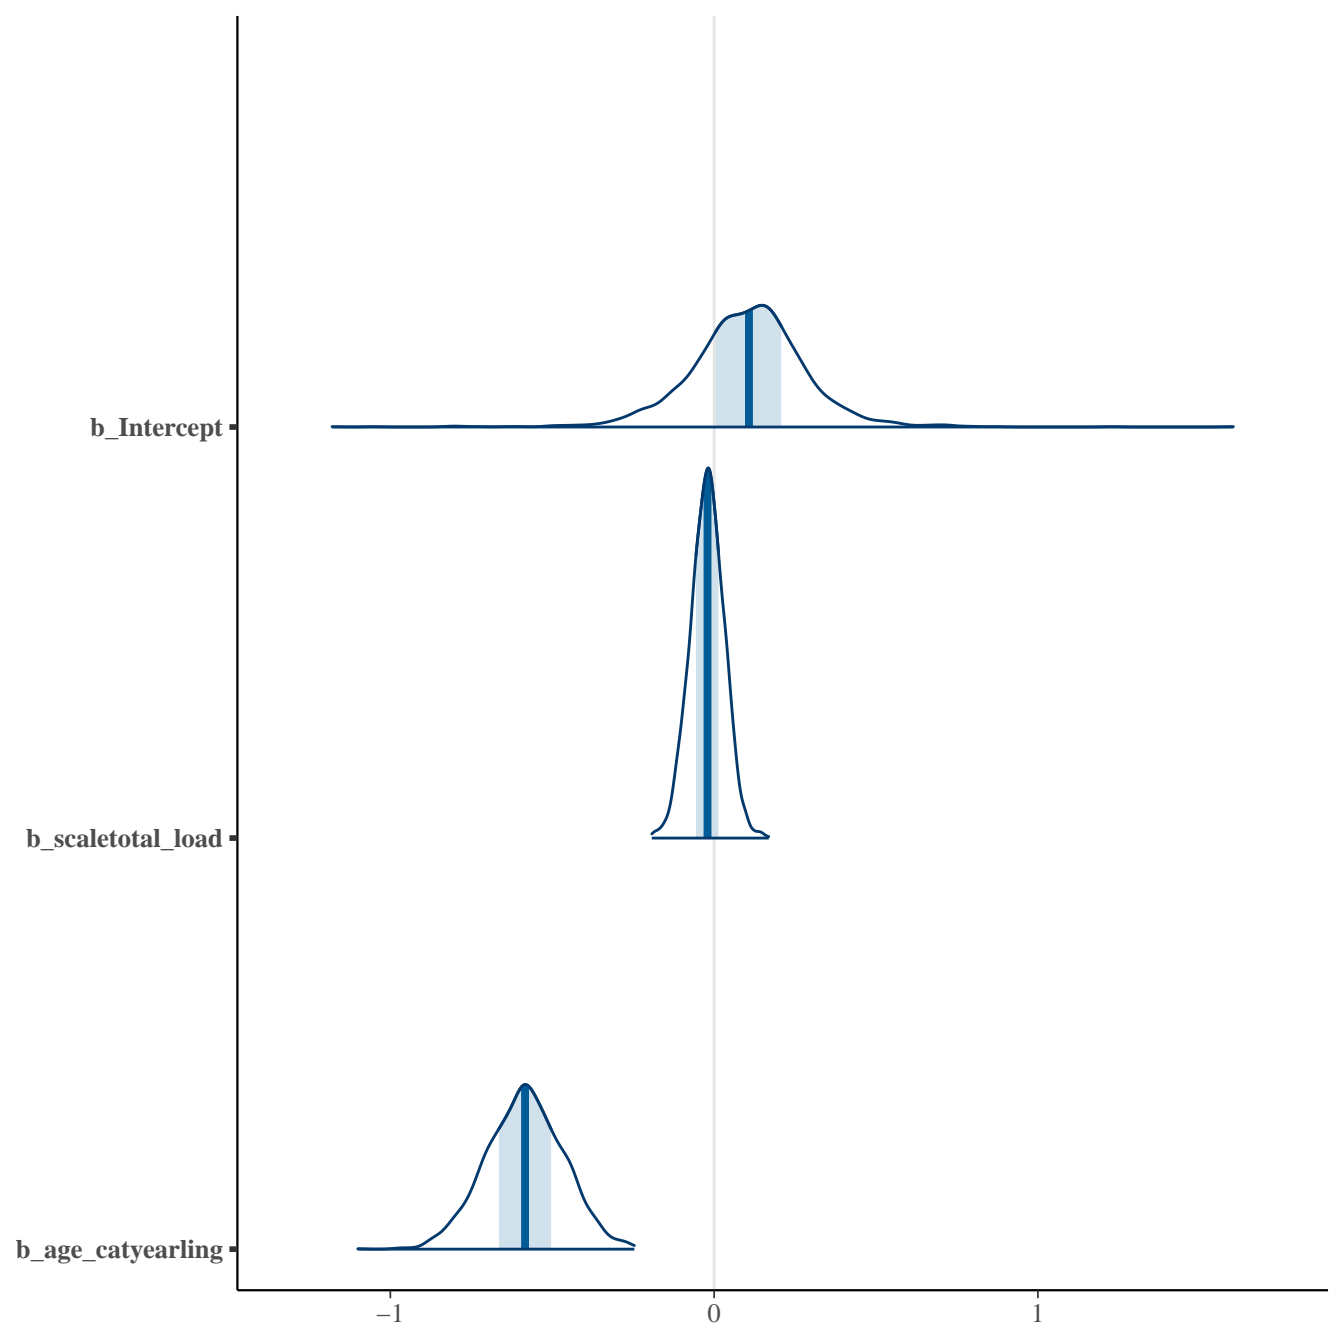 b_Intercept
b_scaletotal_load
b_age_catyearling
−1
0
1